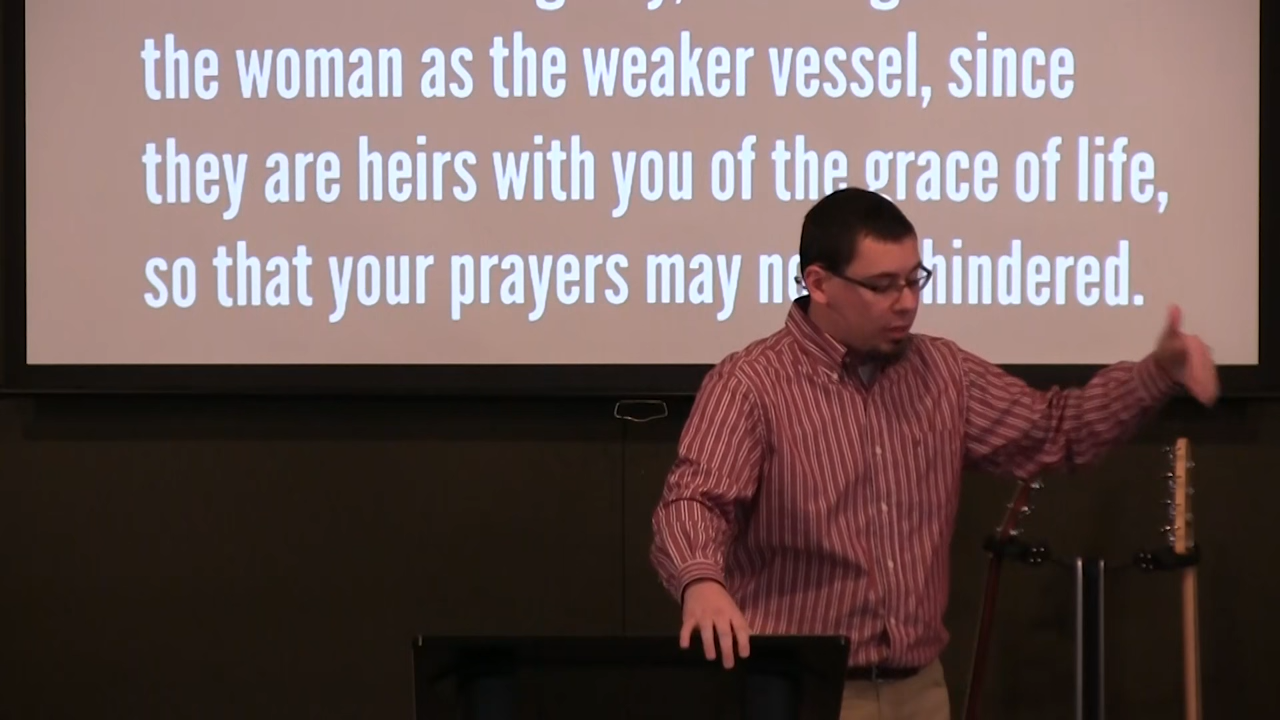 the woman as the weaker vessel, since
they are heirs with you of the grace of life,
so that your prayers may hindered.